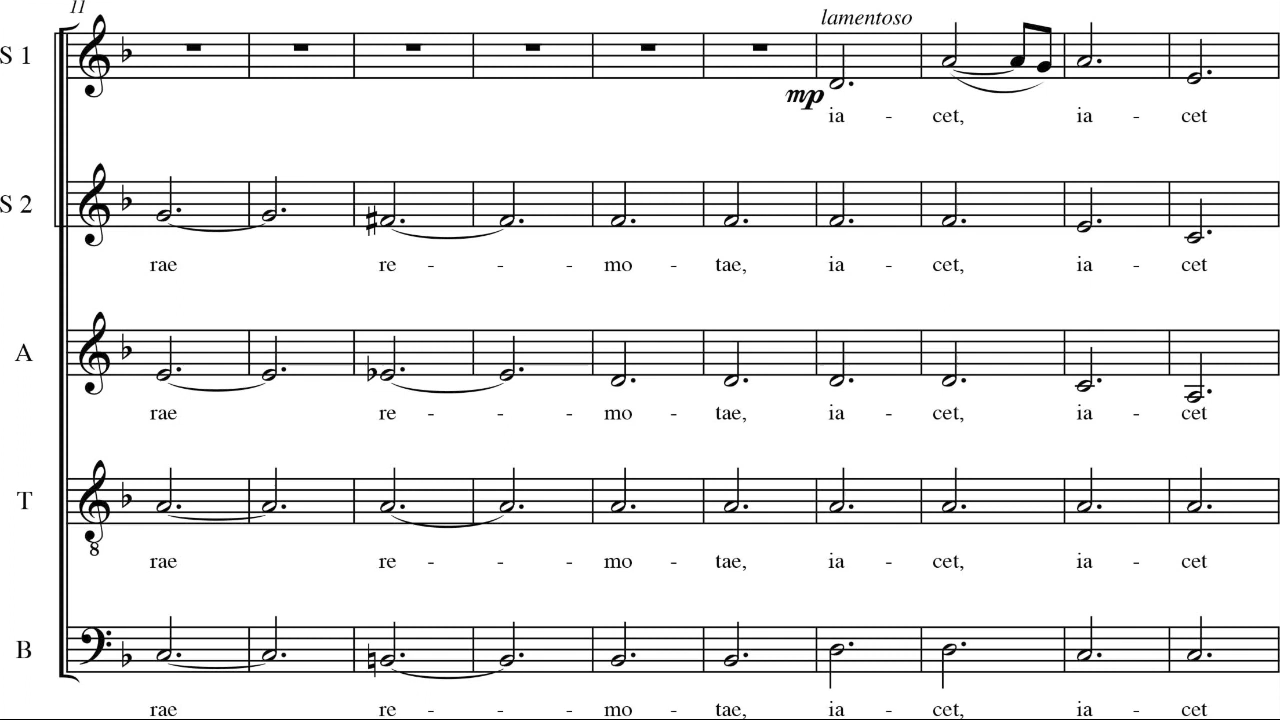 11
lamentoso
S 1
mp
ia - cet, ia - cet
S 2
rae re - - mo - tae, ia - cet, ia - cet
A
rae re - - mo - tae, ia - cet, ia - cet
T
8
rae re - - mo - tae, ia - cet, ia - cet
B
rae re - - mo - tae, ia - cet, ia - cet